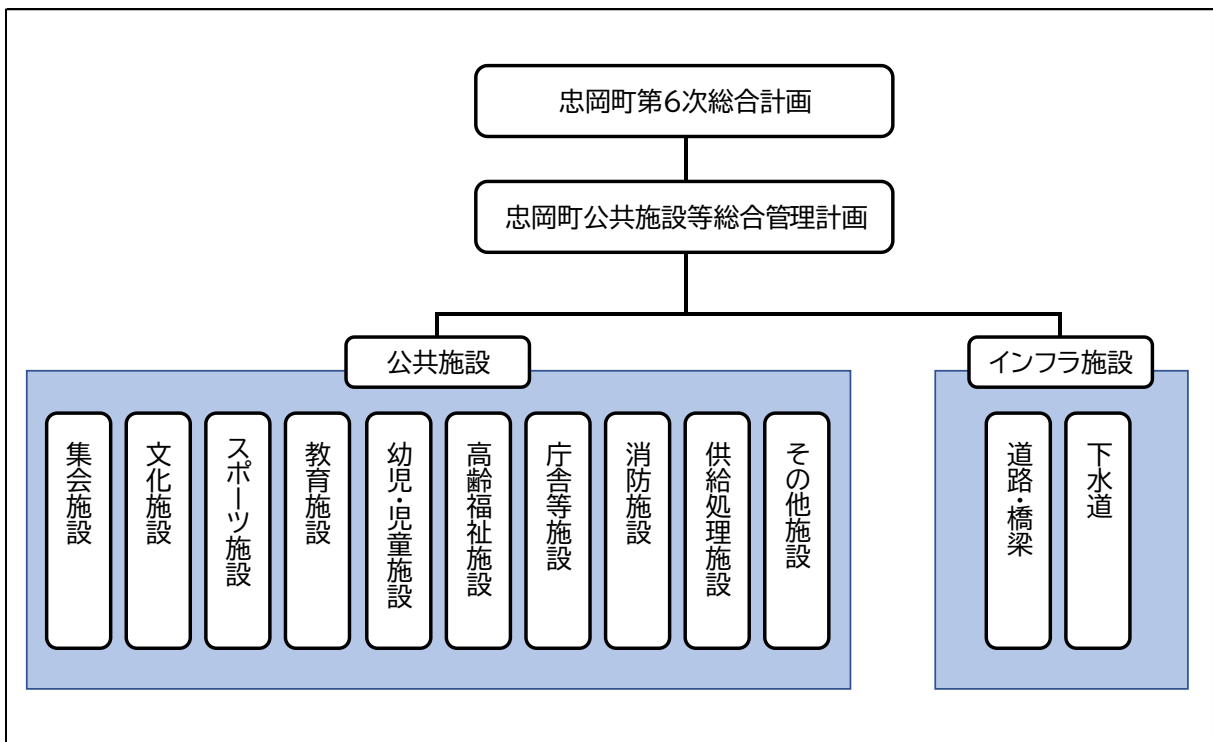 忠岡町第6次総合計画
忠岡町公共施設等総合管理計画
公共施設
インフラ施設
集会施設
文化施設
スポーツ施設
教育施設
幼児・児童施設
高齢福祉施設
庁舎等施設
消防施設
供給処理施設
その他施設
道路・橋梁
下水道